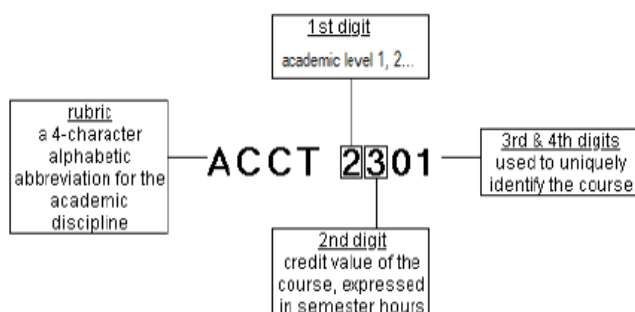 1st digit
academic level 1, 2...
rubric
a 4-character
alphabetic
abbreviation for the
academic
discipline
ACCT 2301
3rd & 4th digits
used to uniquely
identify the course
2nd digit
credit value of the
course, expressed
in semester hours